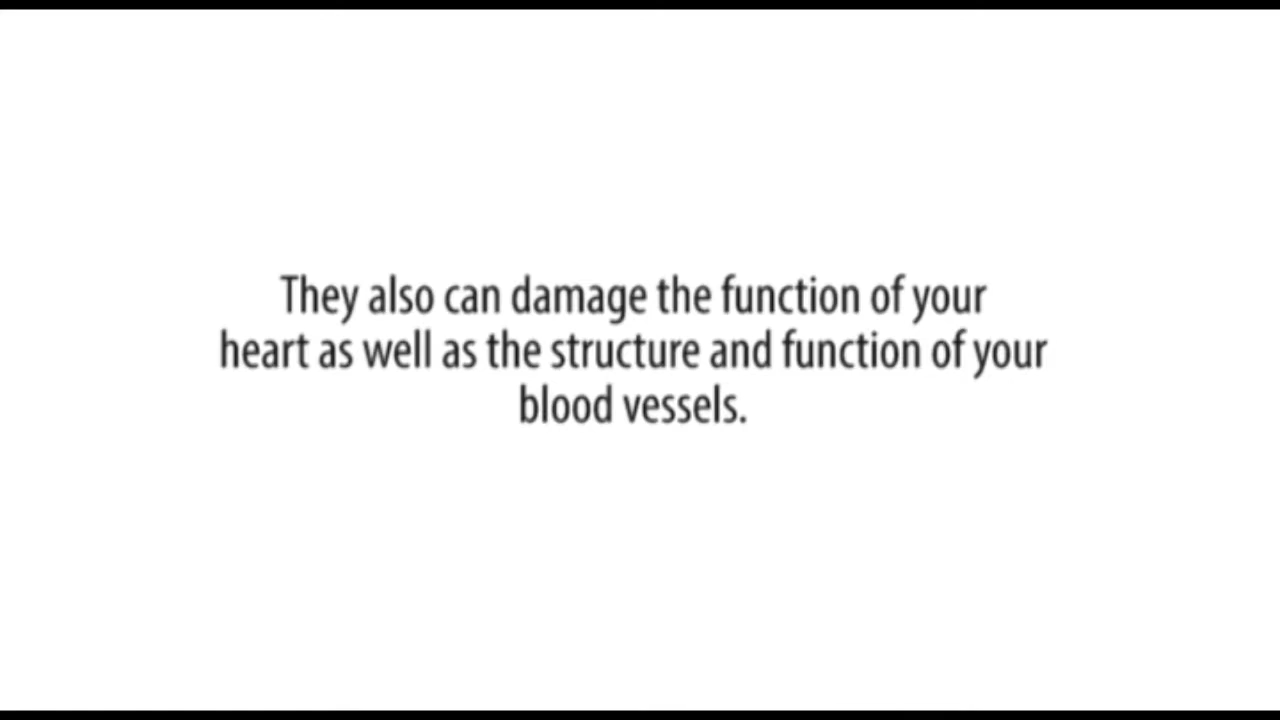 They also can damage the function of your
heart as well as the structure and function of your
blood vessels.